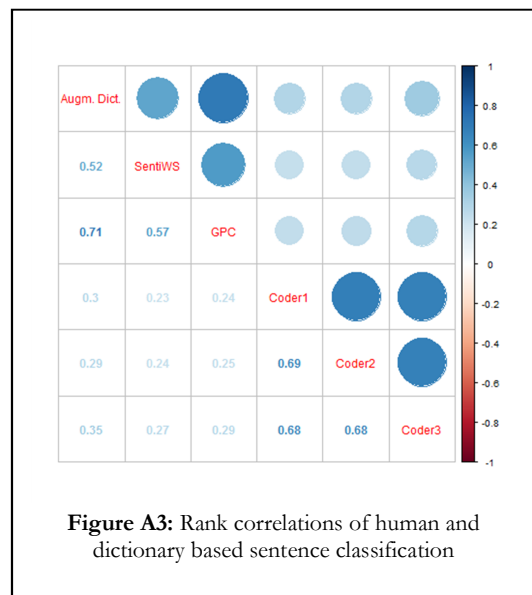 Augm. Dict.
0.52 SentiWS
0.71 0.57 GPC
0.3 0.23 0.24 Coder1
0.29 0.24 0.25 0.69 Coder2
0.35 0.27 0.29 0.68 0.68 Coder3
1
0.8
0.6
0.4
0.2
0
-0.2
-0.4
-0.6
-0.8
-1
Figure A3: Rank correlations of human and
dictionary based sentence classification